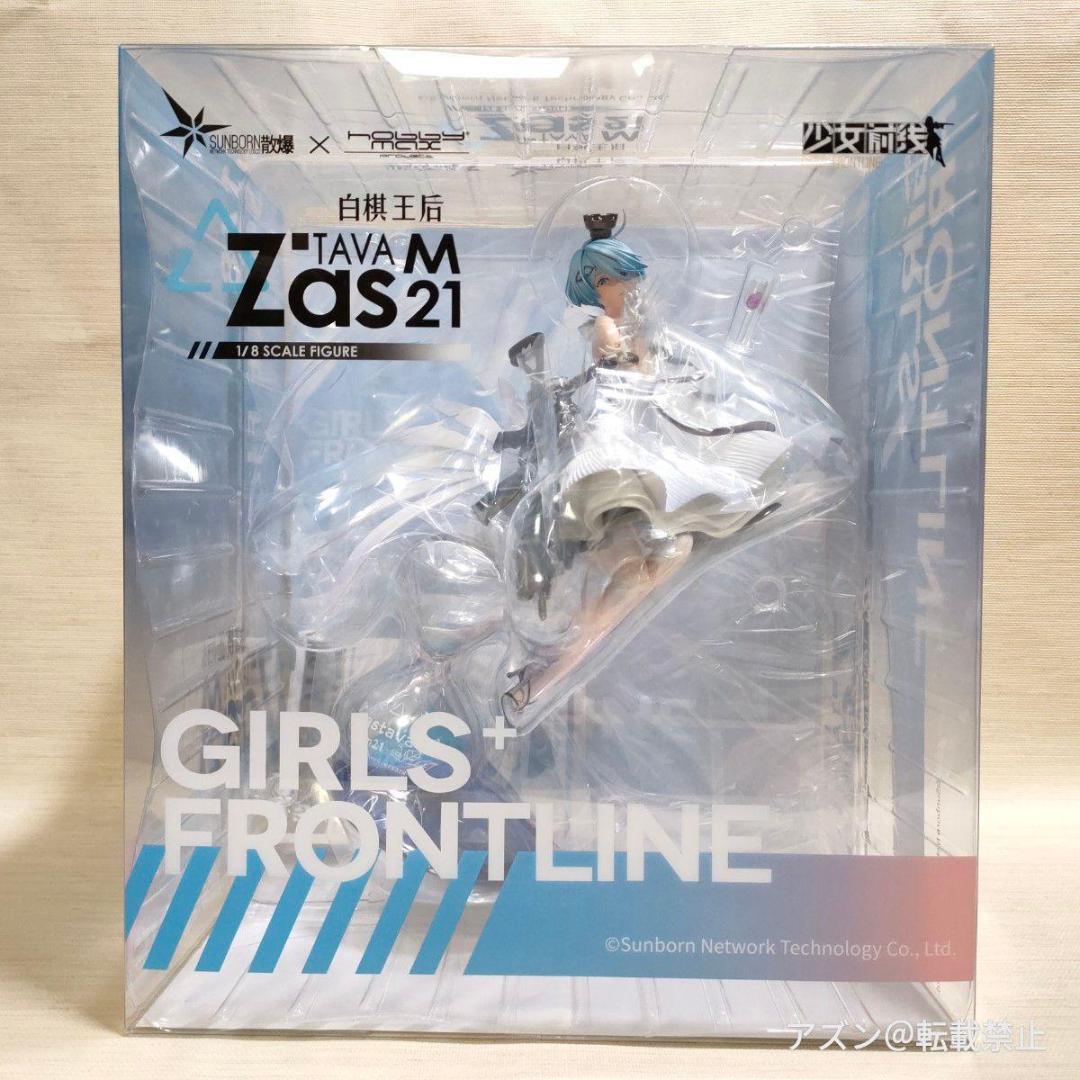 SUNBORN散爆 × hobby max
少女前线
白棋王后
Zas TAVA M21
1/8 SCALE FIGURE
GIRLS
FRONTLINE
©Sunborn Network Technology Co., Ltd.
アズン@転載禁止